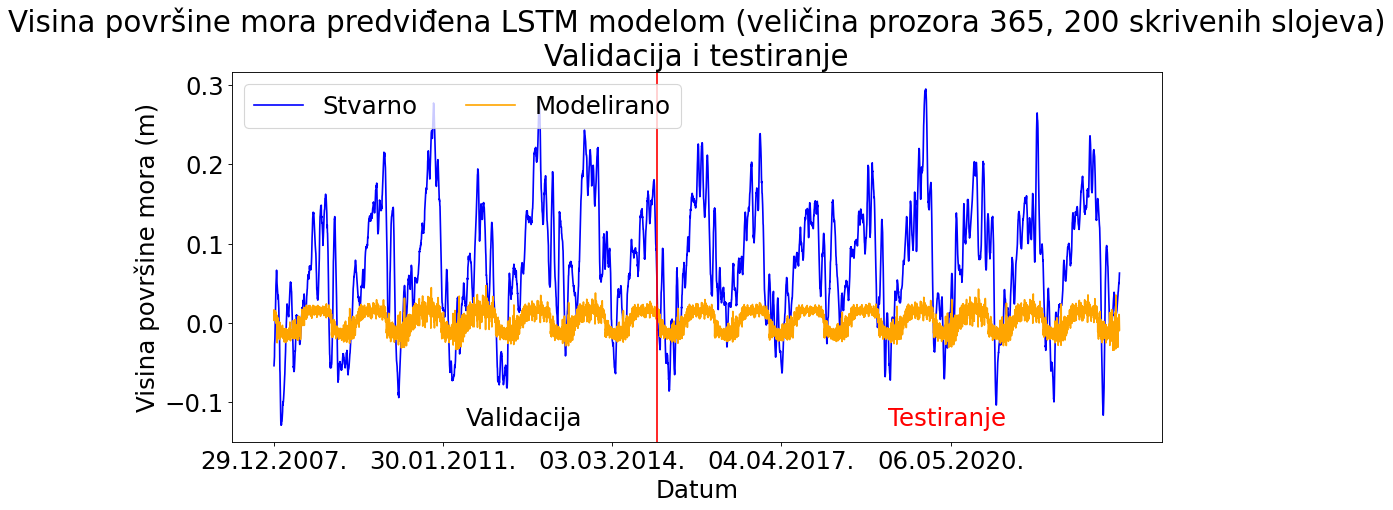 Visina površine mora predviđena LSTM modelom (veličina prozora 365, 200 skrivenih slojeva)
Validacija i testiranje
Stvarno
Modelirano
Visina površine mora (m)
0.3
0.2
0.1
0.0
−0.1
Validacija
Testiranje
29.12.2007.
30.01.2011.
03.03.2014.
04.04.2017.
06.05.2020.
Datum